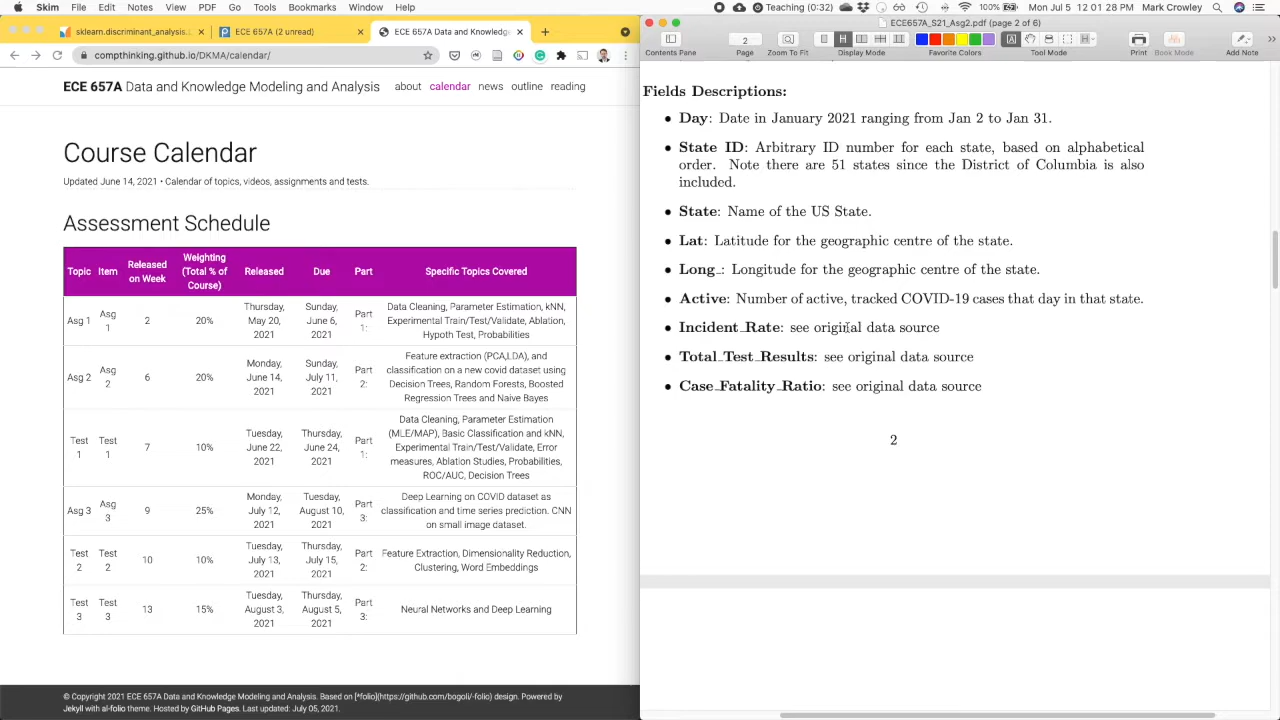 Skim File Edit Notes View PDF Go Tools Bookmarks Window Help Teaching (0:32) 100% Mon Jul 5 12:01:28 PM Mark Crowley
sklearn.discriminant_analysis.L ECE 657A (2 unread) ECE 657A Data and Knowledge
compthinking.github.io/DKMA/calendar/
ECE 657A Data and Knowledge Modeling and Analysis about calendar news outline reading
Course Calendar
Updated June 14, 2021 • Calendar of topics, videos, assignments and tests.
Assessment Schedule
Topic Item Released on Week Weighting (Total % of Course) Released Due Part Specific Topics Covered
Asg 1 Asg 1 2 20% Thursday, May 20, 2021 Sunday, June 6, 2021 Part 1: Data Cleaning, Parameter Estimation, kNN, Experimental Train/Test/Validate, Ablation, Hypoth Test, Probabilities
Asg 2 Asg 2 6 20% Monday, June 14, 2021 Sunday, July 11, 2021 Part 2: Feature extraction (PCA,LDA), and classification on a new covid dataset using Decision Trees, Random Forests, Boosted Regression Trees and Naive Bayes
Test 1 Test 1 7 10% Tuesday, June 22, 2021 Thursday, June 24, 2021 Part 1: Data Cleaning, Parameter Estimation (MLE/MAP), Basic Classification and kNN, Experimental Train/Test/Validate, Error measures, Ablation Studies, Probabilities, ROC/AUC, Decision Trees
Asg 3 Asg 3 9 25% Monday, July 12, 2021 Tuesday, August 10, 2021 Part 3: Deep Learning on COVID dataset as classification and time series prediction. CNN on small image dataset.
Test 2 Test 2 10 10% Tuesday, July 13, 2021 Thursday, July 15, 2021 Part 2: Feature Extraction, Dimensionality Reduction, Clustering, Word Embeddings
Test 3 Test 3 13 15% Tuesday, August 3, 2021 Thursday, August 5, 2021 Part 3: Neural Networks and Deep Learning
© Copyright 2021 ECE 657A Data and Knowledge Modeling and Analysis. Based on [*folio](https://github.com/bogoli/-folio) design. Powered by
Jekyll with al-folio theme. Hosted by GitHub Pages. Last updated: July 05, 2021.
ECE657A_S21_Asg2.pdf (page 2 of 6)
2
Contents Pane Page Zoom To Fit Display Mode Favorite Colors Tool Mode Print Book Mode Add Note
Fields Descriptions:
• Day: Date in January 2021 ranging from Jan 2 to Jan 31.
• State ID: Arbitrary ID number for each state, based on alphabetical
order. Note there are 51 states since the District of Columbia is also
included.
• State: Name of the US State.
• Lat: Latitude for the geographic centre of the state.
• Long_: Longitude for the geographic centre of the state.
• Active: Number of active, tracked COVID-19 cases that day in that state.
• Incident_Rate: see original data source
• Total_Test_Results: see original data source
• Case_Fatality_Ratio: see original data source
2